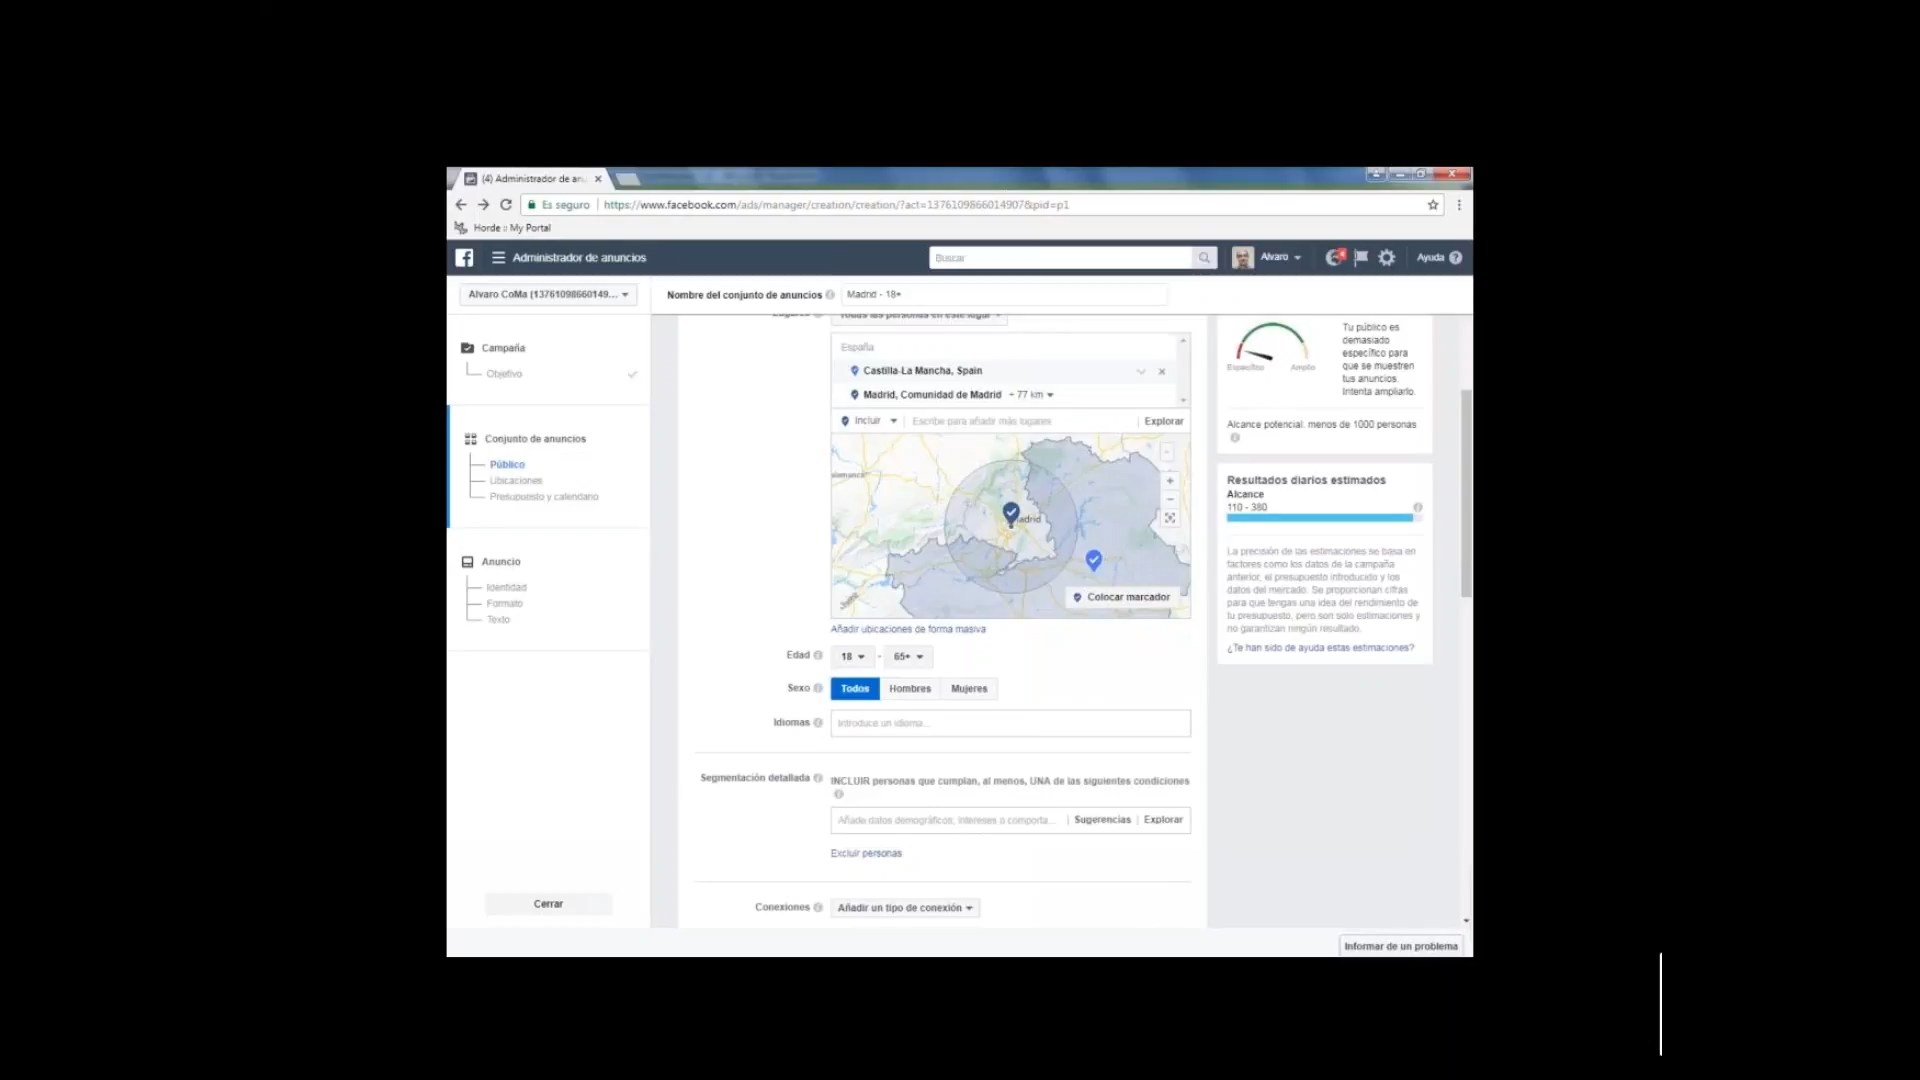 (4) Administrador de an
Es seguro
https://www.facebook.com/ads/manager/creation/creation/?act=1376109866014907&pid=p1
Horde :: My Portal
Administrador de anuncios
Buscar
Alvaro
Ayuda
Alvaro CoMa (13761098660149...
Nombre del conjunto de anuncios
Madrid - 18+
Campaña
Objetivo
Conjunto de anuncios
Público
Ubicaciones
Presupuesto y calendario
Anuncio
Identidad
Formato
Texto
Cerrar
Lugares
Todas las personas en este lugar
España
Castilla-La Mancha, Spain
Madrid, Comunidad de Madrid + 77 km
Incluir
Escribe para añadir más lugares
Explorar
alamanca
adrid
Colocar marcador
Añadir ubicaciones de forma masiva
Edad
18 - 65+
Sexo
Todos
Hombres
Mujeres
Idiomas
Introduce un idioma...
Segmentación detallada
INCLUIR personas que cumplan, al menos, UNA de las siguientes condiciones
Añade datos demográficos, intereses o comporta...
Sugerencias
Explorar
Excluir personas
Conexiones
Añadir un tipo de conexión
Específico
Amplio
Tu público es
demasiado
específico para
que se muestren
tus anuncios.
Intenta ampliarlo.
Alcance potencial: menos de 1000 personas
Resultados diarios estimados
Alcance
110 - 380
La precisión de las estimaciones se basa en
factores como los datos de la campaña
anterior, el presupuesto introducido y los
datos del mercado. Se proporcionan cifras
para que tengas una idea del rendimiento de
tu presupuesto, pero son solo estimaciones y
no garantizan ningún resultado.
¿Te han sido de ayuda estas estimaciones?
Informar de un problema